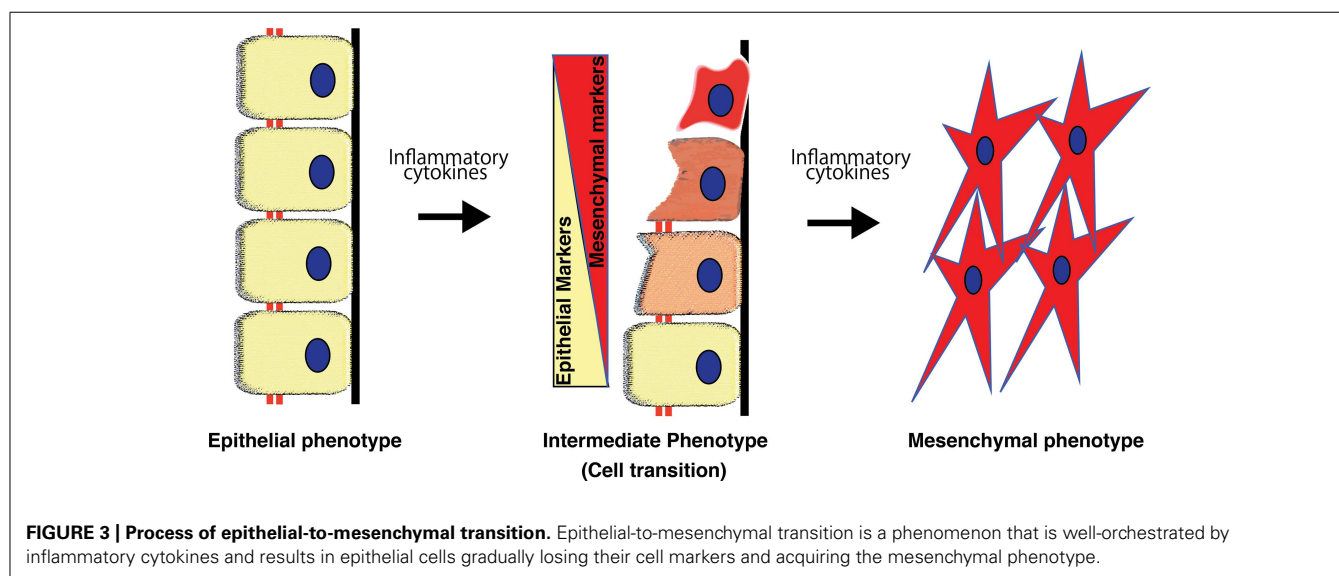 Inflammatory
cytokines
Epithelial Markers
Mesenchymal markers
Inflammatory
cytokines
Epithelial phenotype
Intermediate Phenotype
(Cell transition)
Mesenchymal phenotype
FIGURE 3 | Process of epithelial-to-mesenchymal transition. Epithelial-to-mesenchymal transition is a phenomenon that is well-orchestrated by
inflammatory cytokines and results in epithelial cells gradually losing their cell markers and acquiring the mesenchymal phenotype.